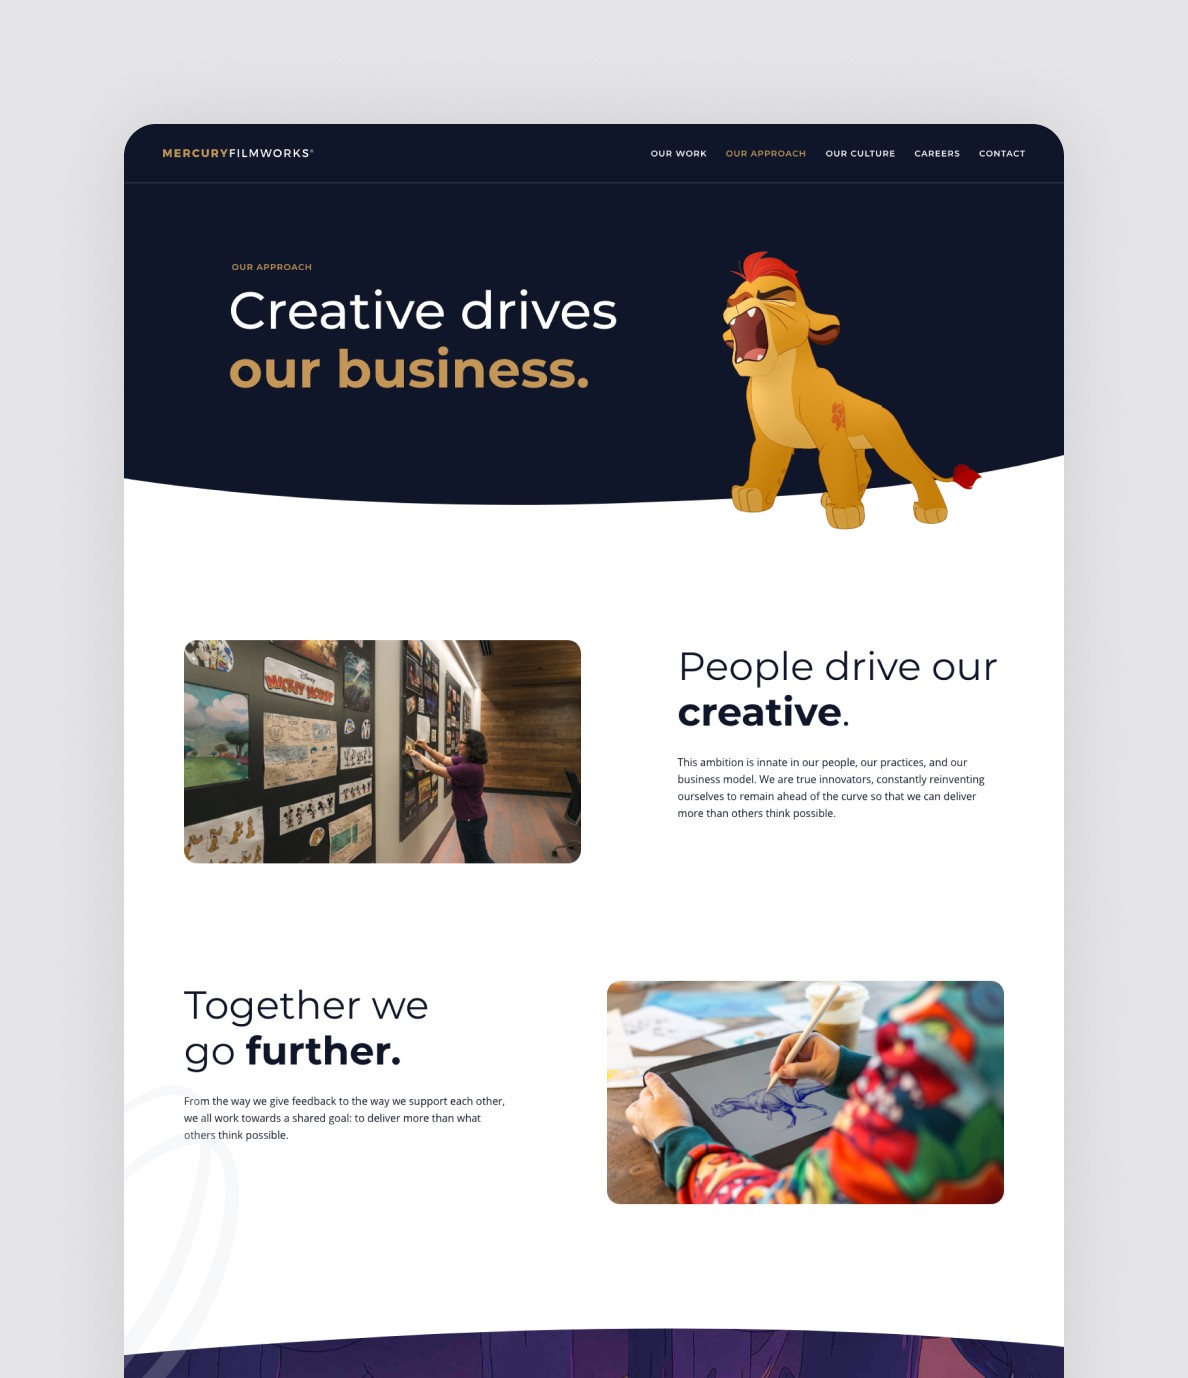 MERCURYFILMWORKS®
OUR WORK OUR APPROACH OUR CULTURE CAREERS CONTACT
OUR APPROACH
Creative drives
our business.
Disney
MICKEY MOUSE
People drive our
creative.
This ambition is innate in our people, our practices, and our
business model. We are true innovators, constantly reinventing
ourselves to remain ahead of the curve so that we can deliver
more than others think possible.
Together we
go further.
From the way we give feedback to the way we support each other,
we all work towards a shared goal: to deliver more than what
others think possible.